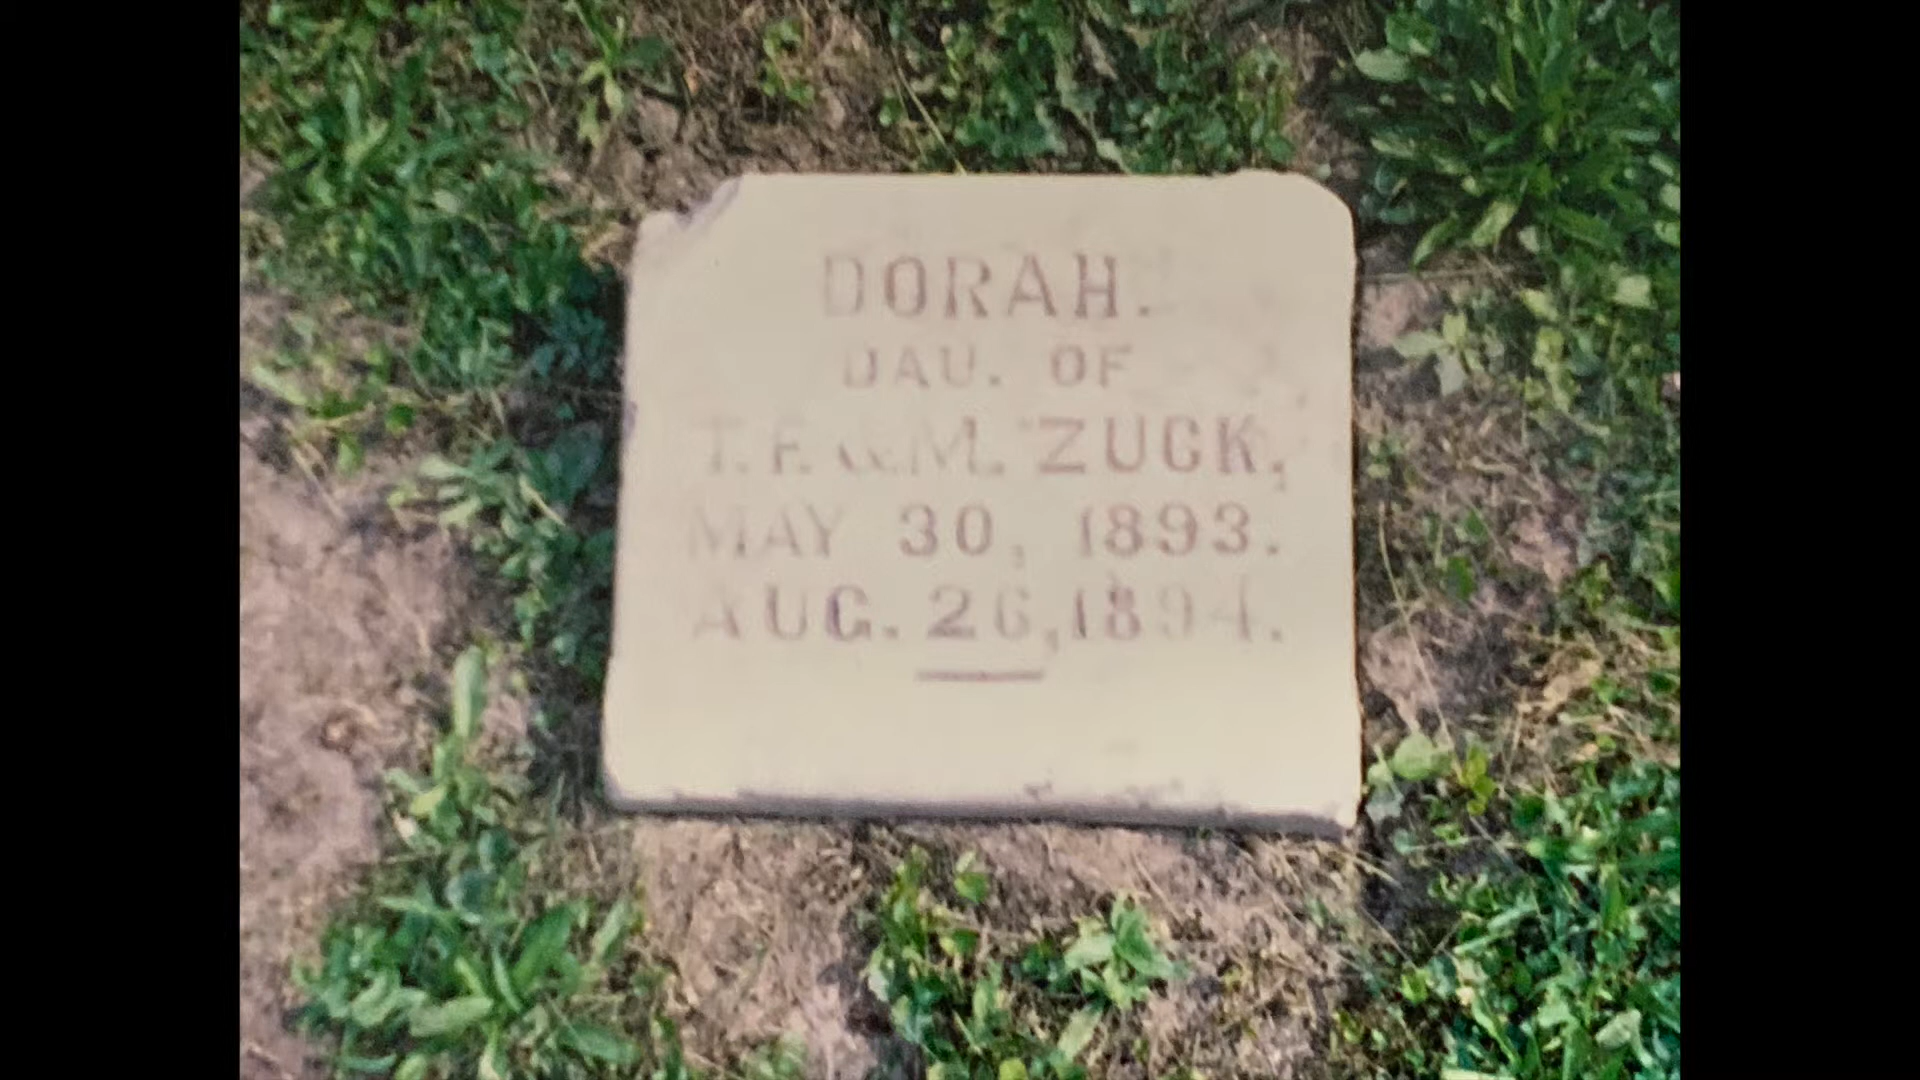 DORAH.
DAU. OF
T. F. & M. ZUCK,
MAY 30, 1893.
AUG. 26, 1894.